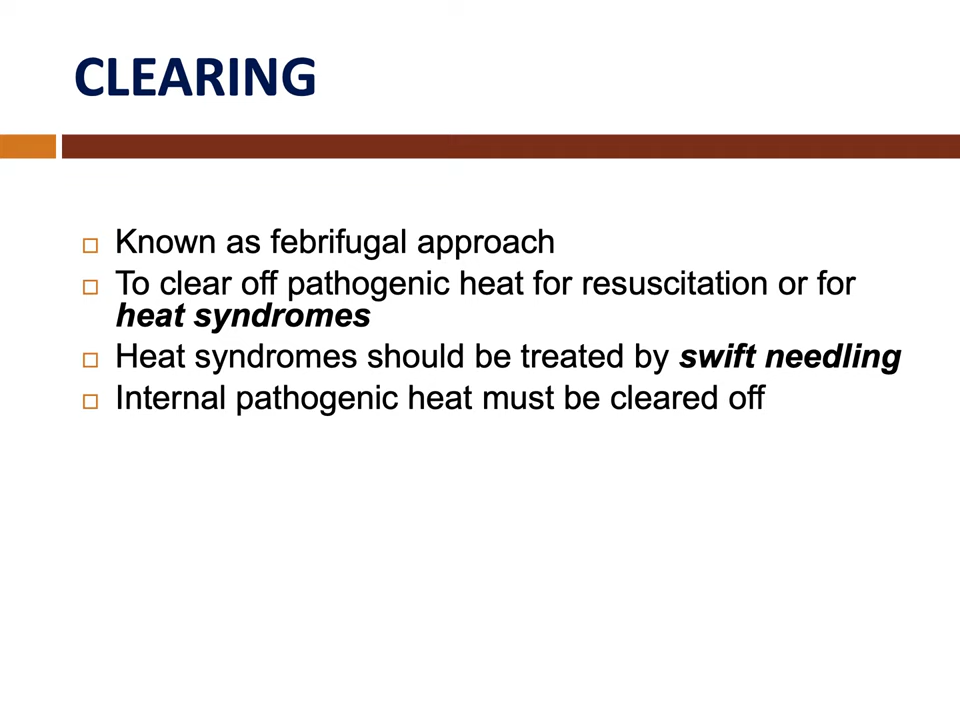 CLEARING
Known as febrifugal approach
To clear off pathogenic heat for resuscitation or for
heat syndromes
Heat syndromes should be treated by swift needling
Internal pathogenic heat must be cleared off